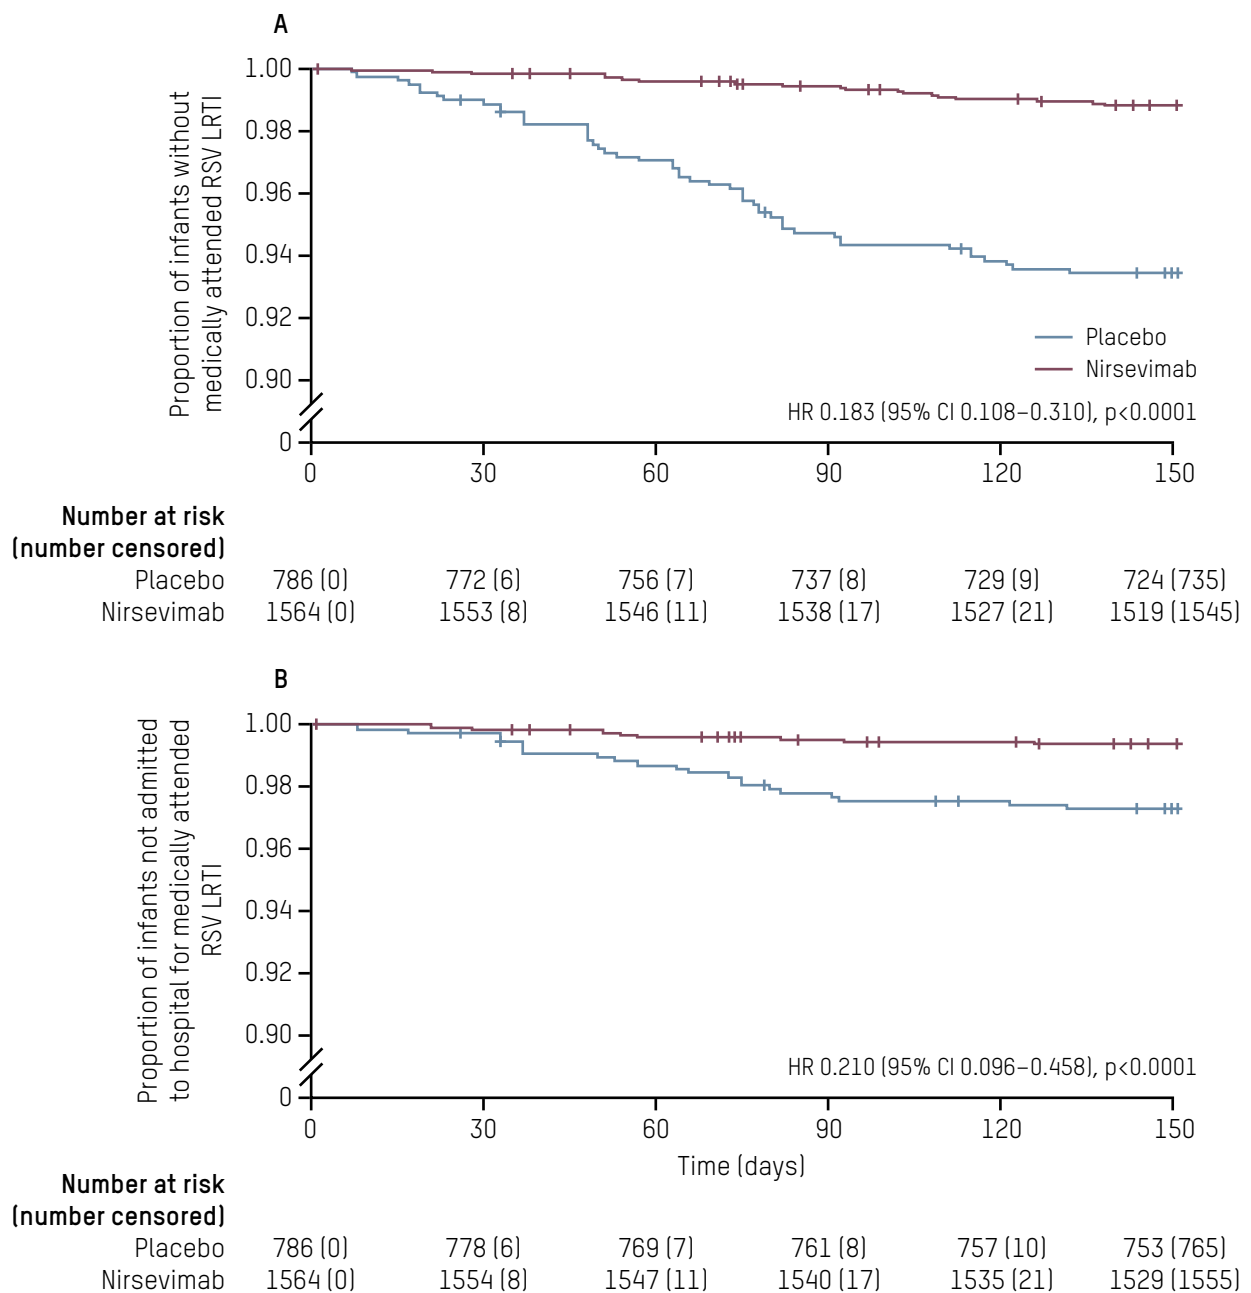 A
Proportion of infants without
medically attended RSV LRTI
1.00
0.98
0.96
0.94
0.92
0.90
0
Placebo
Nirsevimab
HR 0.183 (95% CI 0.108–0.310), p<0.0001
0 30 60 90 120 150
Number at risk
(number censored)
Placebo 786 (0) 772 (6) 756 (7) 737 (8) 729 (9) 724 (735)
Nirsevimab 1564 (0) 1553 (8) 1546 (11) 1538 (17) 1527 (21) 1519 (1545)
B
Proportion of infants not admitted
to hospital for medically attended
RSV LRTI
1.00
0.98
0.96
0.94
0.92
0.90
0
HR 0.210 (95% CI 0.096–0.458), p<0.0001
0 30 60 90 120 150
Time (days)
Number at risk
(number censored)
Placebo 786 (0) 778 (6) 769 (7) 761 (8) 757 (10) 753 (765)
Nirsevimab 1564 (0) 1554 (8) 1547 (11) 1540 (17) 1535 (21) 1529 (1555)